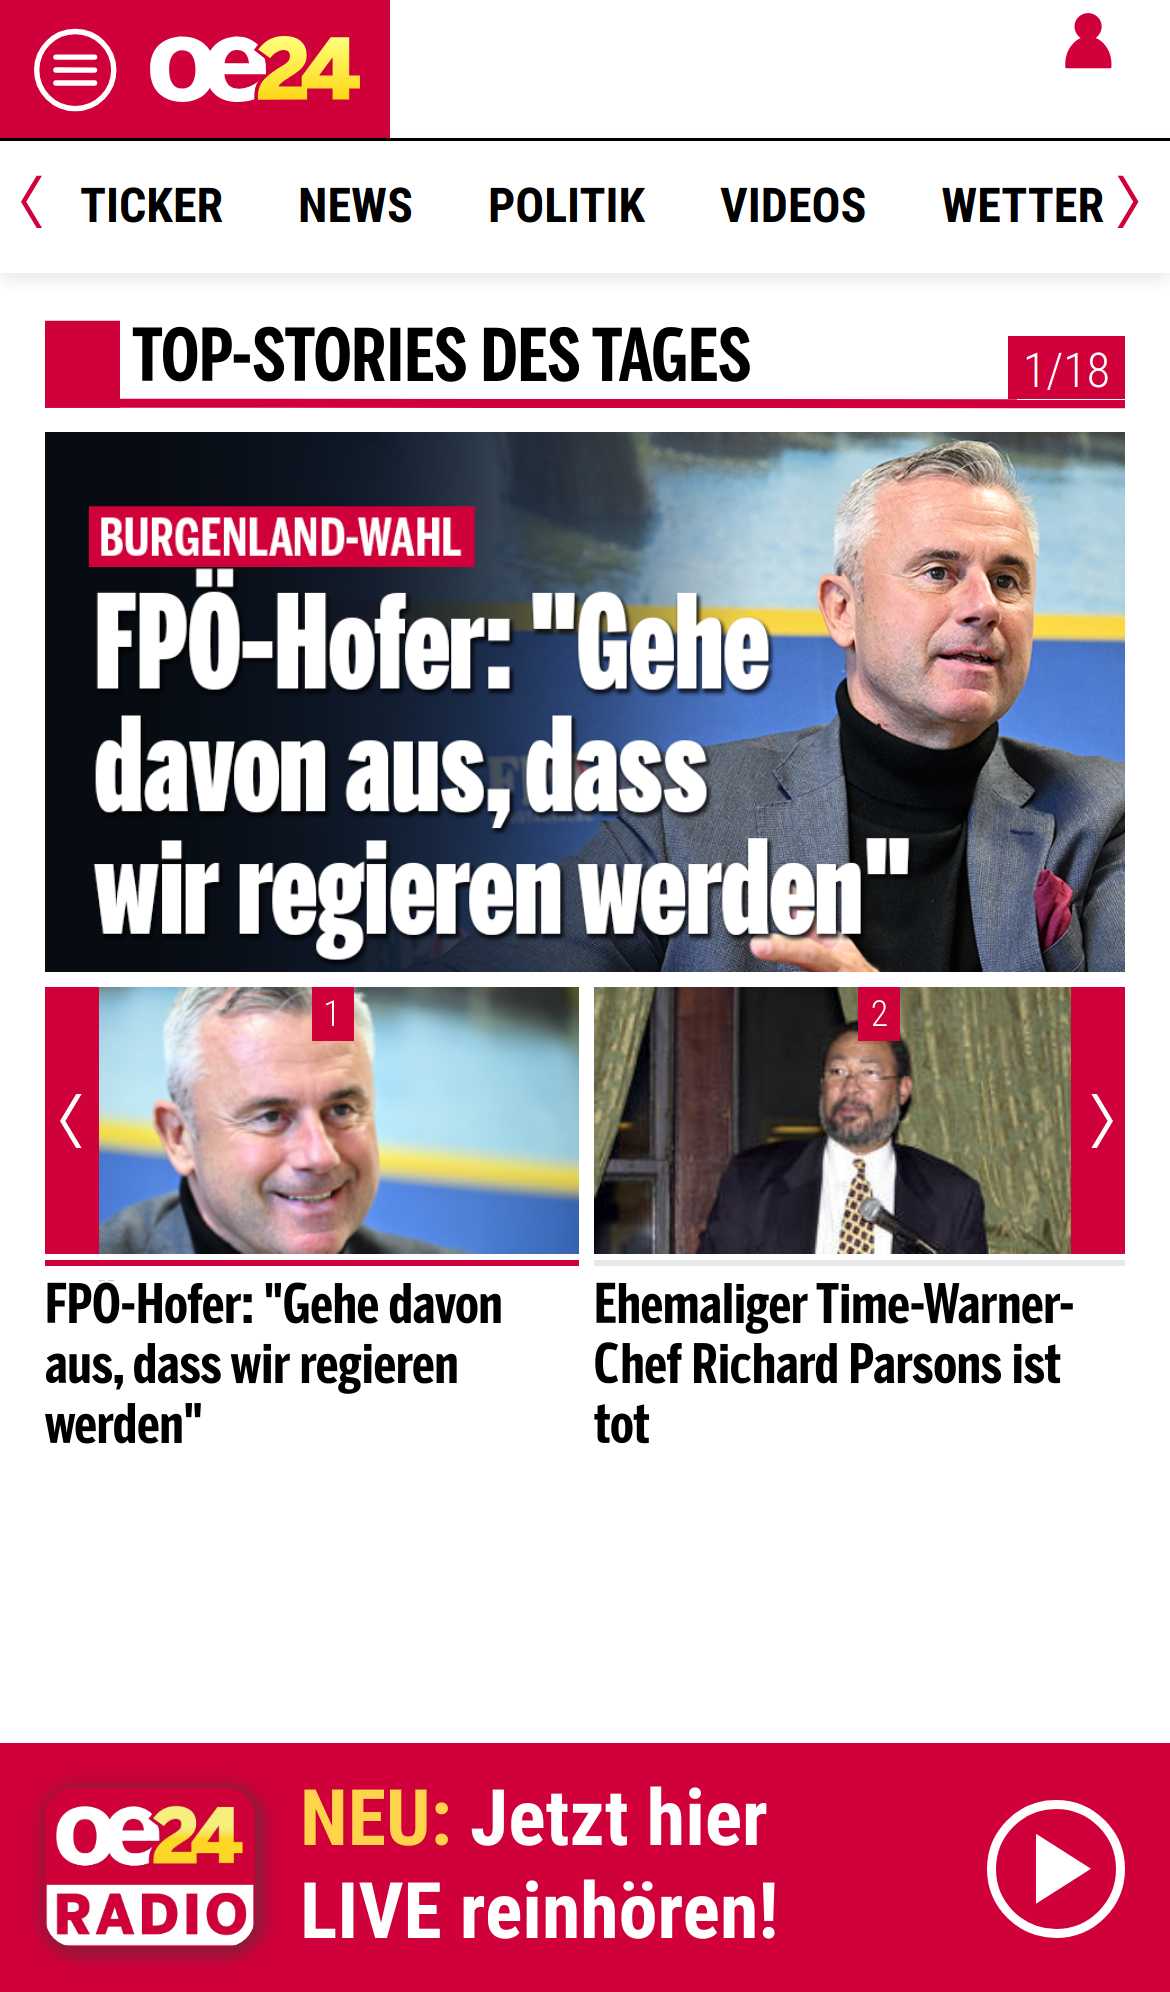 oe24
TICKER NEWS POLITIK VIDEOS WETTER
TOP-STORIES DES TAGES
1/18
BURGENLAND-WAHL
FPÖ-Hofer: "Gehe
davon aus, dass
wir regieren werden"
1
FPÖ-Hofer: "Gehe davon
aus, dass wir regieren
werden"
2
Ehemaliger Time-Warner-
Chef Richard Parsons ist
tot
oe24
RADIO
NEU: Jetzt hier
LIVE reinhören!